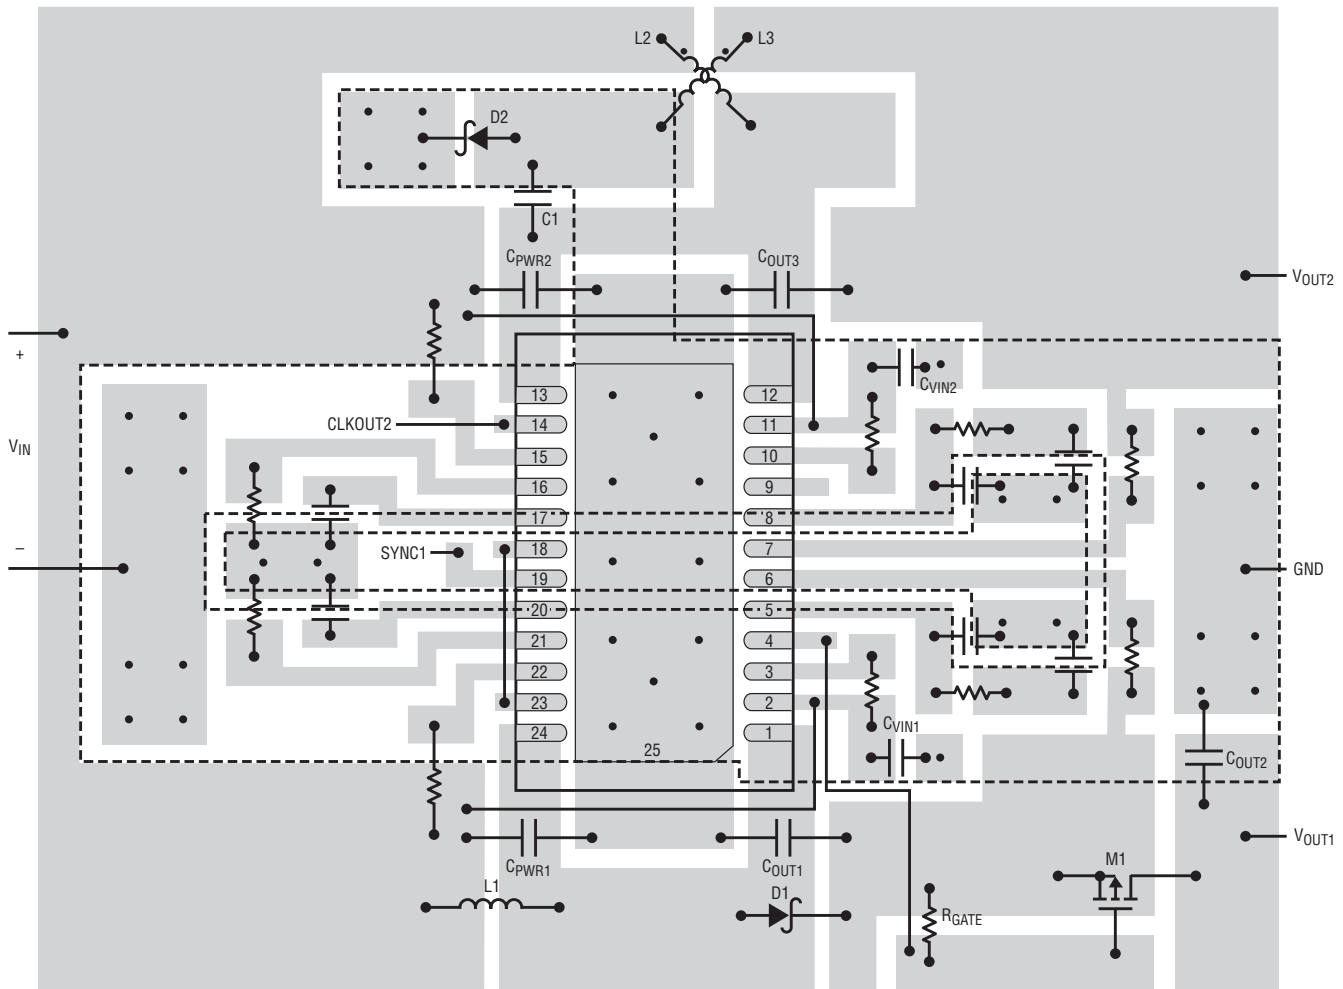 L2
L3
D2
C1
CPWR2
COUT3
VOUT2
+
CVIN2
13
12
CLKOUT2
14
11
VIN
15
10
16
9
17
8
–
SYNC1
18
7
GND
19
6
20
5
21
4
22
3
23
2
CVIN1
24
1
25
COUT2
VOUT1
CPWR1
COUT1
M1
L1
D1
RGATE